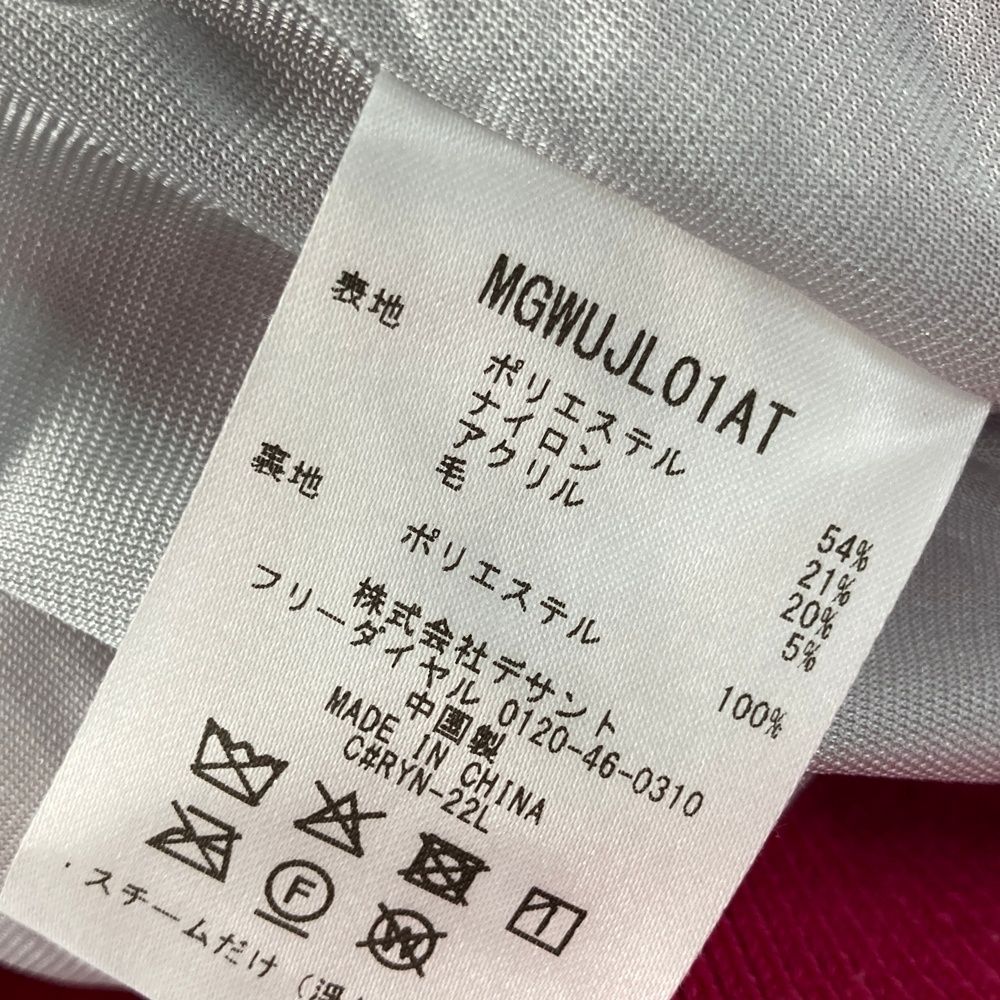 MGWUJL01AT
表地
ポリエステル 54%
ナイロン 21%
アクリル 20%
毛 5%
裏地
ポリエステル 100%
株式会社デサント
フリーダイヤル 0120-46-0310
中国製
MADE IN CHINA
C#RYN-22L
F
W
・スチームだけ(浮